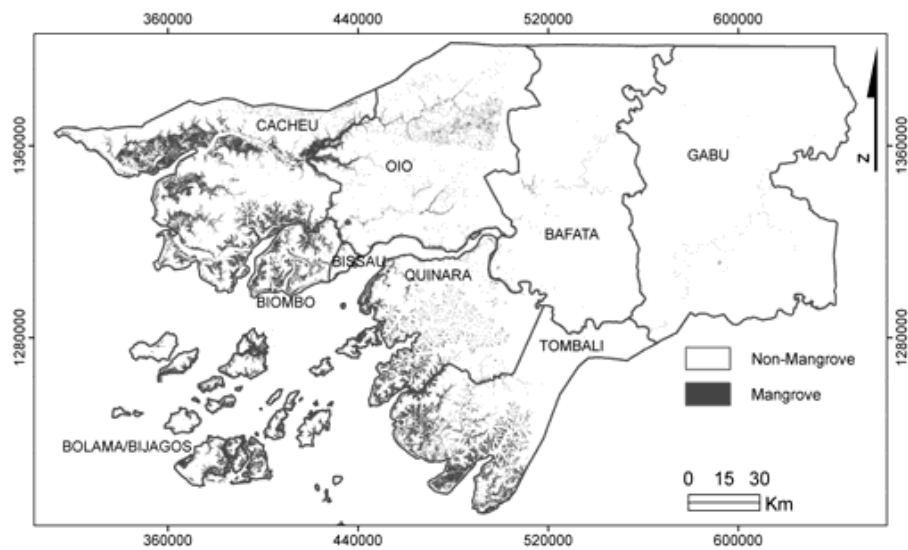 360000 440000 520000 600000
1360000
1280000
CACHEU
OIO
GABU
BAFATA
BISSAU
QUINARA
BIOMBO
TOMBALI
BOLAMA/BIJAGOS
N
Non-Mangrove
Mangrove
0 15 30
Km
1360000
1280000
360000 440000 520000 600000